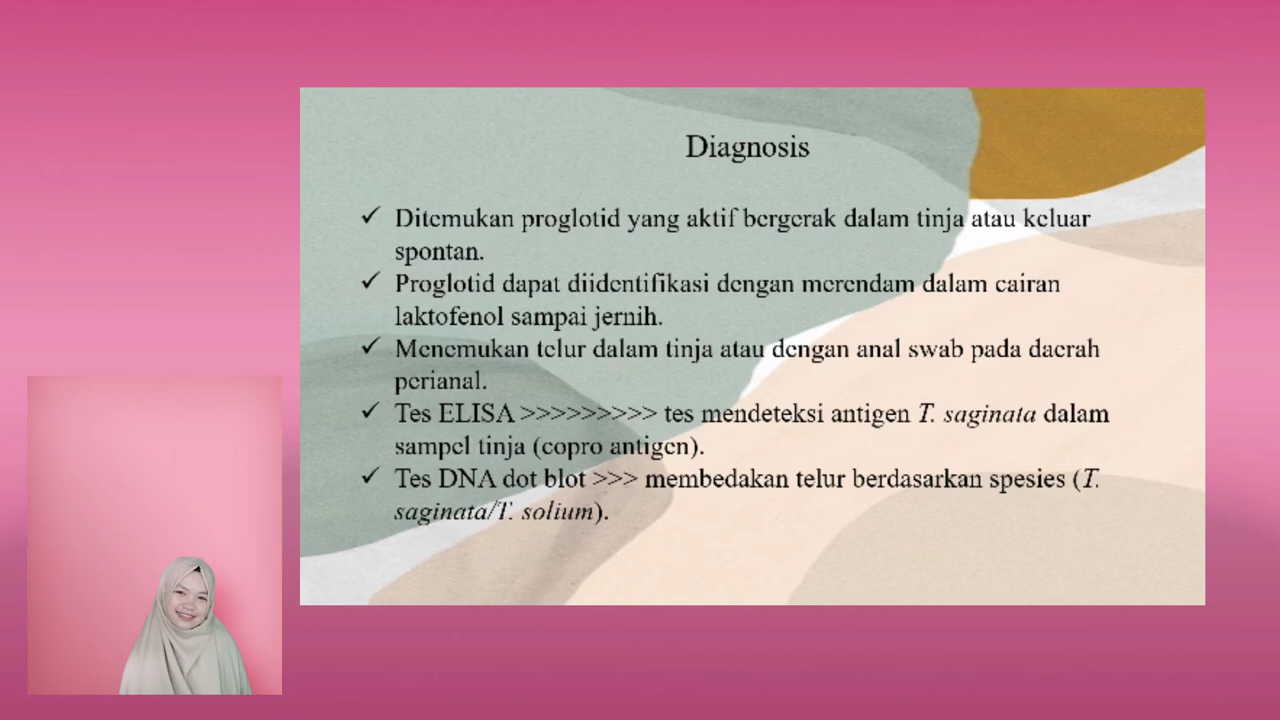 Diagnosis
✓ Ditemukan proglotid yang aktif bergerak dalam tinja atau keluar
spontan.
✓ Proglotid dapat diidentifikasi dengan merendam dalam cairan
laktofenol sampai jernih.
✓ Menemukan telur dalam tinja atau dengan anal swab pada daerah
perianal.
✓ Tes ELISA >>>>>>>>> tes mendeteksi antigen T. saginata dalam
sampel tinja (copro antigen).
✓ Tes DNA dot blot >>> membedakan telur berdasarkan spesies (T.
saginata/T. solium).